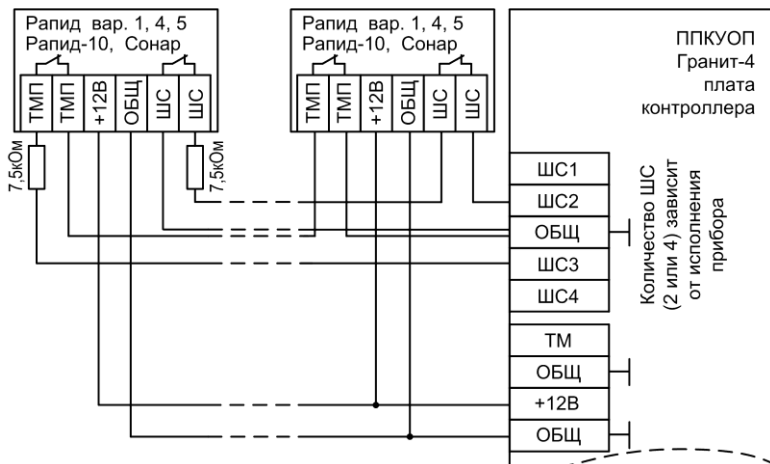 Рапид вар. 1, 4, 5
Рапид-10, Сонар
ТМП
ТМП
+12В
ОБЩ
ШС
ШС
7,5кОм
7,5кОм
Рапид вар. 1, 4, 5
Рапид-10, Сонар
ТМП
ТМП
+12В
ОБЩ
ШС
ШС
ППКУОП
Гранит-4
плата
контроллера
ШС1
ШС2
ОБЩ
ШС3
ШС4
Количество ШС
(2 или 4) зависит
от исполнения
прибора
ТМ
ОБЩ
+12В
ОБЩ